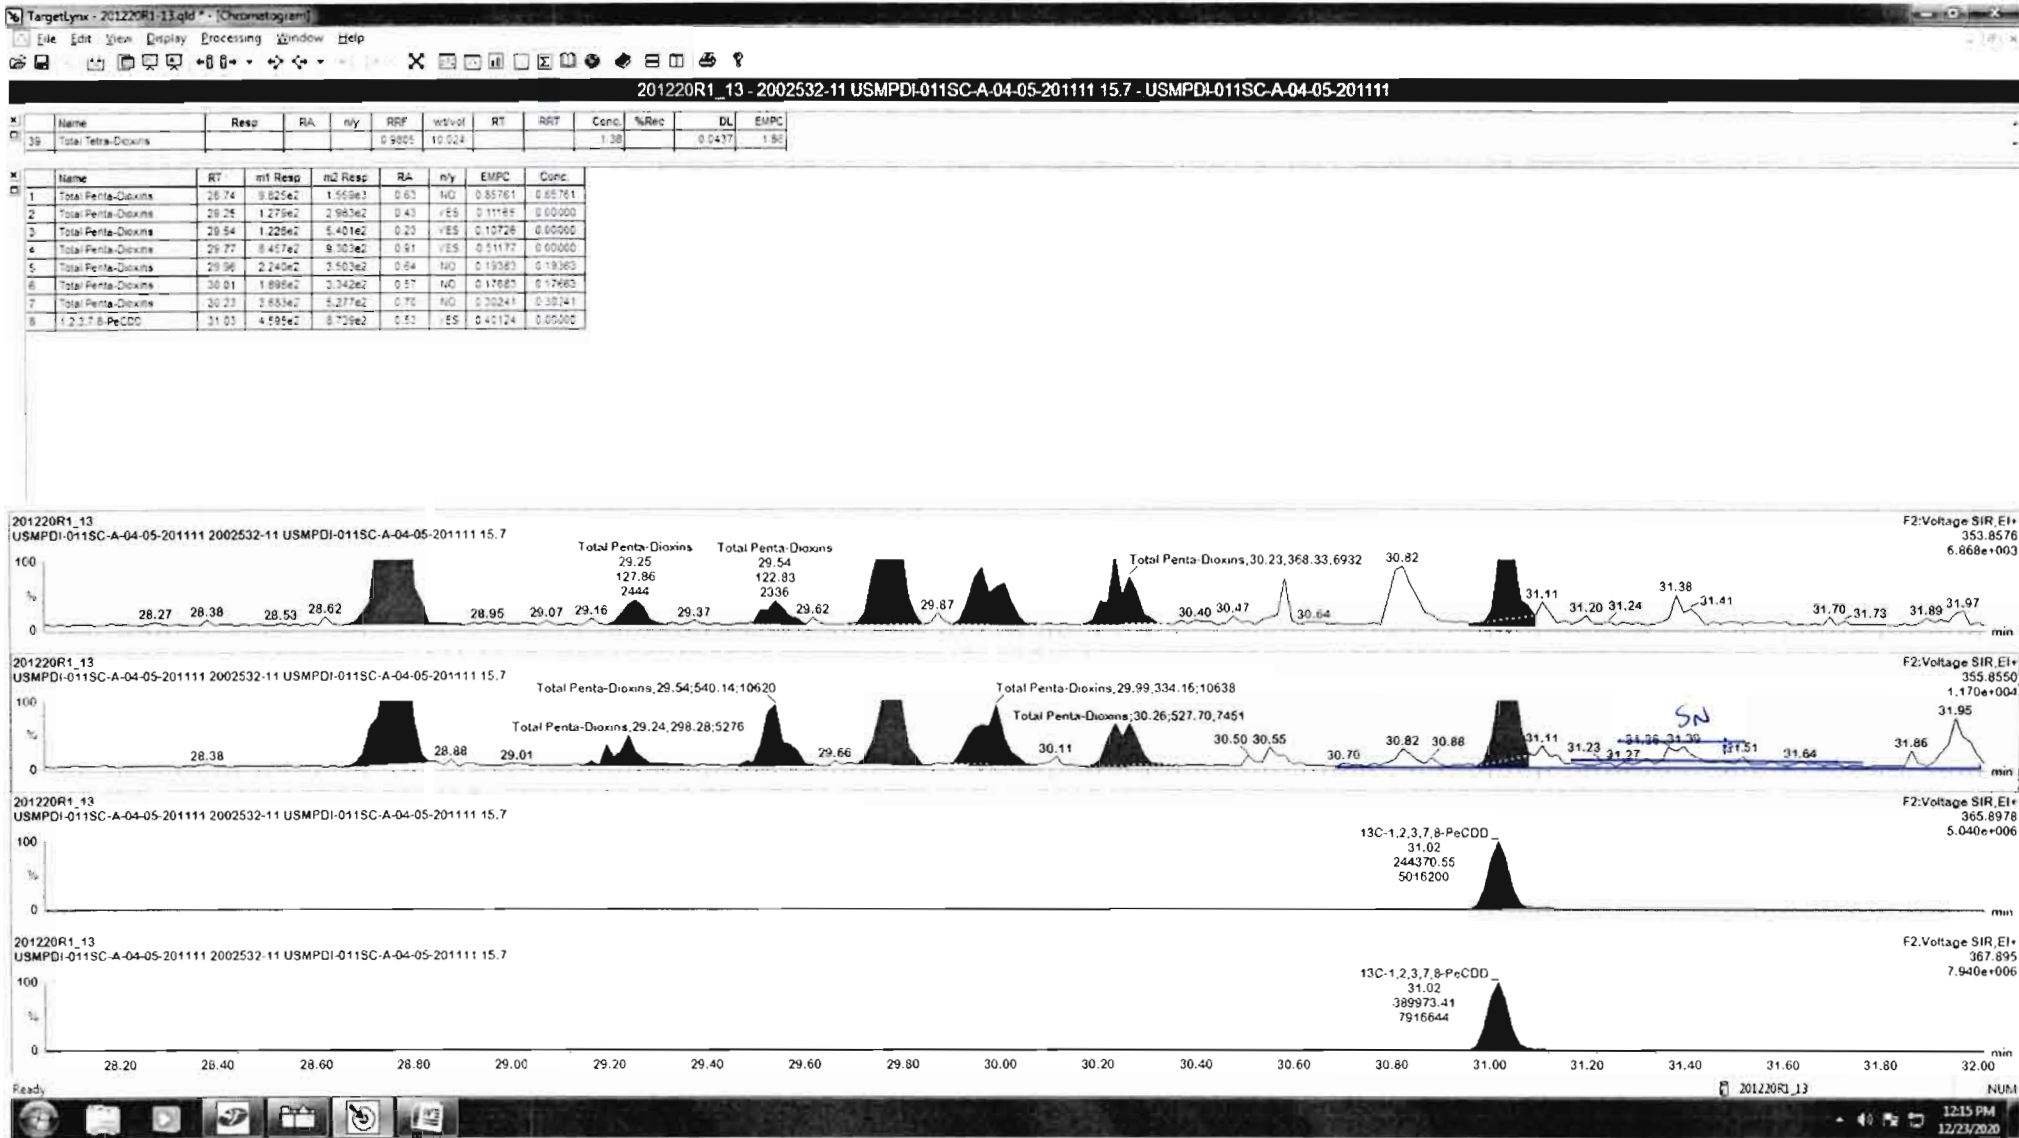 TargetLynx - 201220R1-13.qld * - [Chromatogram]
File Edit View Display Processing Window Help
201220R1_13 - 2002532-11 USMPDI-011SC-A-04-05-201111 15.7 - USMPDI-011SC-A-04-05-201111
Name Resp RA n/y RRF wt/vol RT RRT Conc. %Rec DL EMPC
39 Total Tetra-Dioxins 0.9805 10.024 1.38 0.0437
Name RT m1 Resp m2 Resp RA n/y EMPC Conc.
1 Total Penta-Dioxins 28.74 9.825e2 1.559e3 0.63 NO 0.85761 0.85761
2 Total Penta-Dioxins 29.25 1.279e2 2.983e2 0.43 YES 0.11165 0.00000
3 Total Penta-Dioxins 29.54 1.228e2 5.401e2 0.23 YES 0.10726 0.00000
4 Total Penta-Dioxins 29.77 8.457e2 9.303e2 0.91 YES 0.51177 0.00000
5 Total Penta-Dioxins 29.96 2.240e2 3.503e2 0.64 NO 0.19363 0.19363
6 Total Penta-Dioxins 30.01 1.898e2 3.342e2 0.57 NO 0.17663 0.17663
7 Total Penta-Dioxins 30.23 3.683e2 5.277e2 0.70 NO 0.30241 0.30241
8 1,2,3,7,8-PeCDD 31.03 4.595e2 8.739e2 0.53 YES 0.40124 0.00000
201220R1_13
USMPDI-011SC-A-04-05-201111 2002532-11 USMPDI-011SC-A-04-05-201111 15.7
F2:Voltage SIR,EI+
353.8576
6.868e+003
Total Penta-Dioxins
29.25
127.86
2444
Total Penta-Dioxins
29.54
122.83
2336
Total Penta-Dioxins,30.23,368.33,6932
100
%
0
28.27 28.38 28.53 28.62 28.95 29.07 29.16 29.37 29.62 29.87 30.40 30.47 30.64 30.82 31.11 31.20 31.24 31.38 31.41 31.70 31.73 31.89 31.97
min
201220R1_13
USMPDI-011SC-A-04-05-201111 2002532-11 USMPDI-011SC-A-04-05-201111 15.7
F2:Voltage SIR,EI+
355.8550
1.170e+004
Total Penta-Dioxins,29.54;540.14;10620
Total Penta-Dioxins,29.99,334.16;10638
Total Penta-Dioxins,29.24,298.28;5276
Total Penta-Dioxins;30.26;527.70,7451
SN
100
%
0
28.38 28.88 29.01 29.66 30.11 30.50 30.55 30.70 30.82 30.88 31.11 31.23 31.27 31.36 31.39 31.51 31.64 31.86 31.95
min
201220R1_13
USMPDI-011SC-A-04-05-201111 2002532-11 USMPDI-011SC-A-04-05-201111 15.7
F2:Voltage SIR,EI+
365.8978
5.040e+006
13C-1,2,3,7,8-PeCDD
31.02
244370.55
5016200
100
%
0
min
201220R1_13
USMPDI-011SC-A-04-05-201111 2002532-11 USMPDI-011SC-A-04-05-201111 15.7
F2:Voltage SIR,EI+
367.895
7.940e+006
13C-1,2,3,7,8-PeCDD
31.02
389973.41
7916644
100
%
0
min
28.20 28.40 28.60 28.80 29.00 29.20 29.40 29.60 29.80 30.00 30.20 30.40 30.60 30.80 31.00 31.20 31.40 31.60 31.80 32.00
Ready
201220R1_13
NUM
12:15 PM
12/23/2020